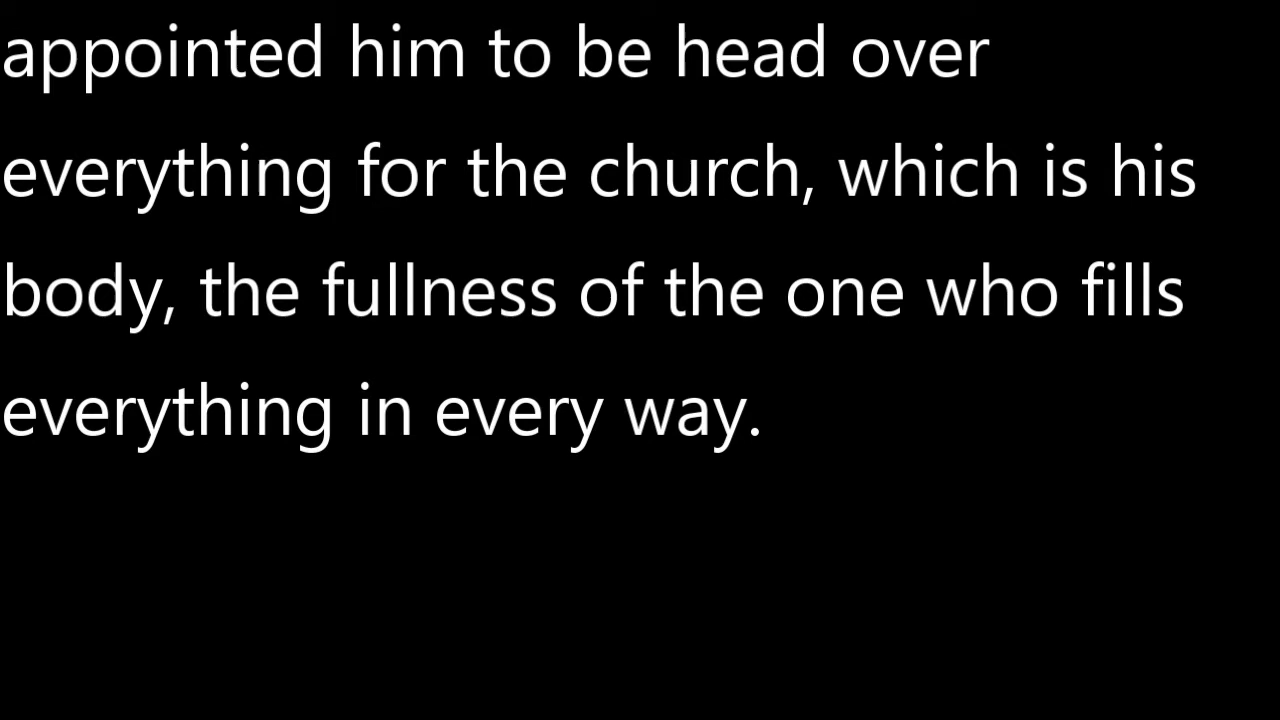 appointed him to be head over
everything for the church, which is his
body, the fullness of the one who fills
everything in every way.